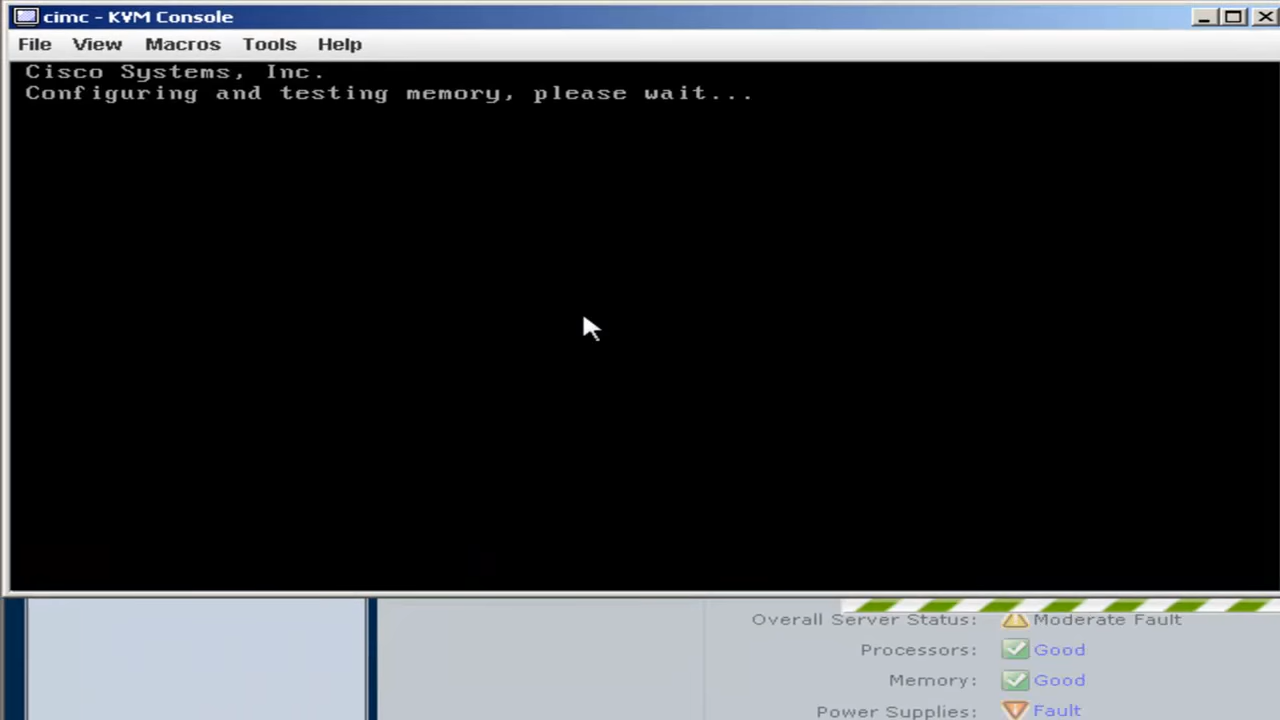 cimc - KVM Console
File View Macros Tools Help
Cisco Systems, Inc.
Configuring and testing memory, please wait...
Overall Server Status: Moderate Fault
Processors: Good
Memory: Good
Power Supplies: Fault